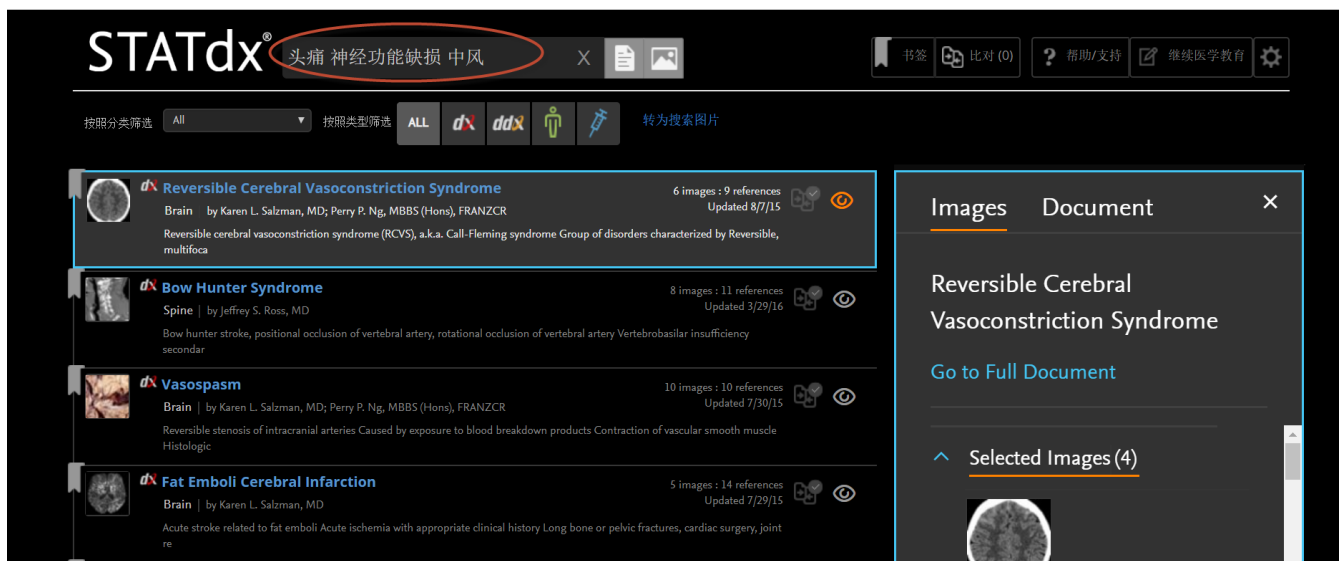 STATdx®
头痛 神经功能缺损 中风 X
书签 比对 (0) ? 帮助/支持 继续医学教育
按照分类筛选 All 按照类型筛选 ALL dx ddx 转为搜索图片
dx Reversible Cerebral Vasoconstriction Syndrome
6 images : 9 references
Brain by Karen L. Salzman, MD; Perry P. Ng, MBBS (Hons), FRANZCR
Updated 8/7/15
Reversible cerebral vasoconstriction syndrome (RCVS), a.k.a. Call-Fleming syndrome Group of disorders characterized by Reversible,
multifoca
dx Bow Hunter Syndrome
8 images : 11 references
Spine | by Jeffrey S. Ross, MD
Updated 3/29/16
Bow hunter stroke, positional occlusion of vertebral artery, rotational occlusion of vertebral artery Vertebrobasilar insufficiency
secondar
dx Vasospasm
10 images : 10 references
Brain | by Karen L. Salzman, MD; Perry P. Ng, MBBS (Hons), FRANZCR
Updated 7/30/15
Reversible stenosis of intracranial arteries Caused by exposure to blood breakdown products Contraction of vascular smooth muscle
Histologic
dx Fat Emboli Cerebral Infarction
5 images : 14 references
Brain | by Karen L. Salzman, MD
Updated 7/29/15
Acute stroke related to fat emboli Acute ischemia with appropriate clinical history Long bone or pelvic fractures, cardiac surgery, joint
re
Images Document ×
Reversible Cerebral
Vasoconstriction Syndrome
Go to Full Document
Selected Images (4)